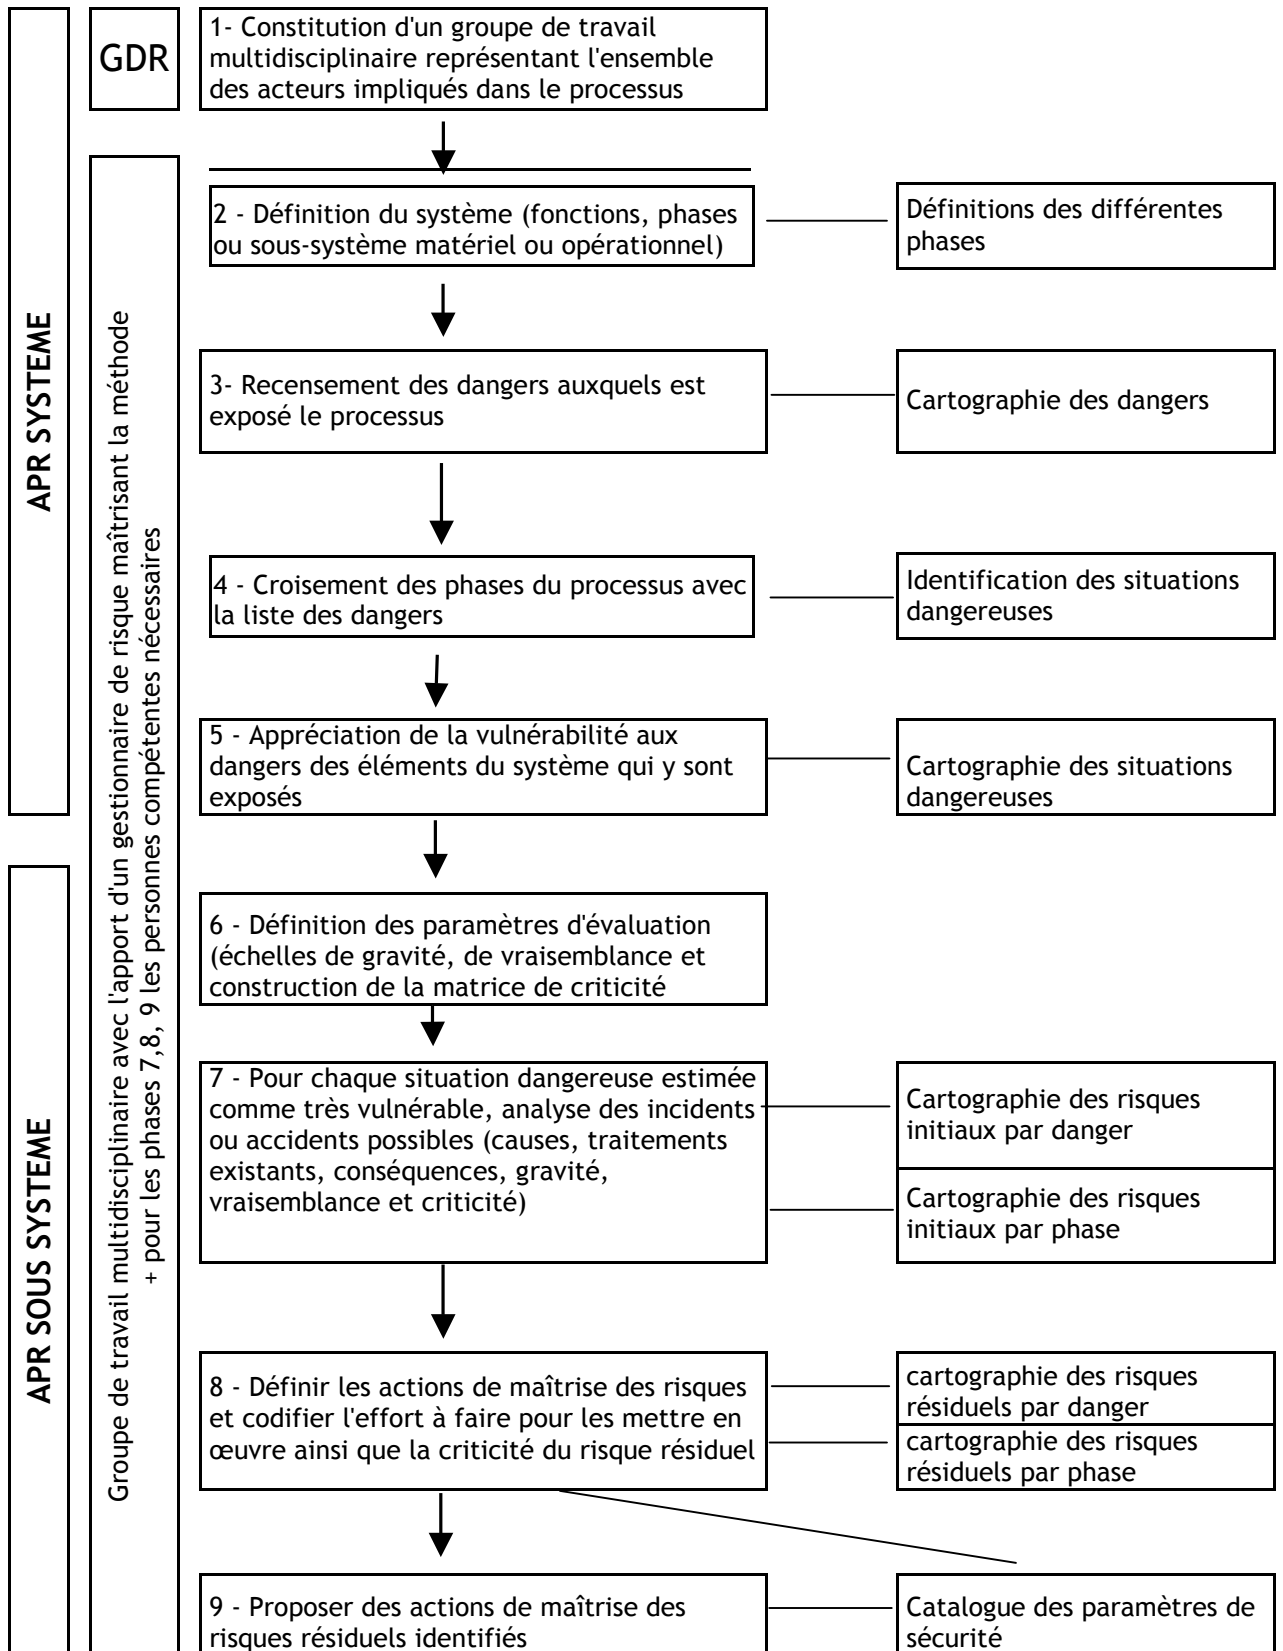 GDR
1- Constitution d'un groupe de travail
multidisciplinaire représentant l'ensemble
des acteurs impliqués dans le processus
APR SYSTEME
Groupe de travail multidisciplinaire avec l'apport d'un gestionnaire de risque maîtrisant la méthode
+ pour les phases 7,8, 9 les personnes compétentes nécessaires
2 - Définition du système (fonctions, phases
ou sous-système matériel ou opérationnel)
Définitions des différentes
phases
3- Recensement des dangers auxquels est
exposé le processus
Cartographie des dangers
4 - Croisement des phases du processus avec
la liste des dangers
Identification des situations
dangereuses
5 - Appréciation de la vulnérabilité aux
dangers des éléments du système qui y sont
exposés
Cartographie des situations
dangereuses
APR SOUS SYSTEME
6 - Définition des paramètres d'évaluation
(échelles de gravité, de vraisemblance et
construction de la matrice de criticité
7 - Pour chaque situation dangereuse estimée
comme très vulnérable, analyse des incidents
ou accidents possibles (causes, traitements
existants, conséquences, gravité,
vraisemblance et criticité)
Cartographie des risques
initiaux par danger
Cartographie des risques
initiaux par phase
8 - Définir les actions de maîtrise des risques
et codifier l'effort à faire pour les mettre en
œuvre ainsi que la criticité du risque résiduel
cartographie des risques
résiduels par danger
cartographie des risques
résiduels par phase
9 - Proposer des actions de maîtrise des
risques résiduels identifiés
Catalogue des paramètres de
sécurité